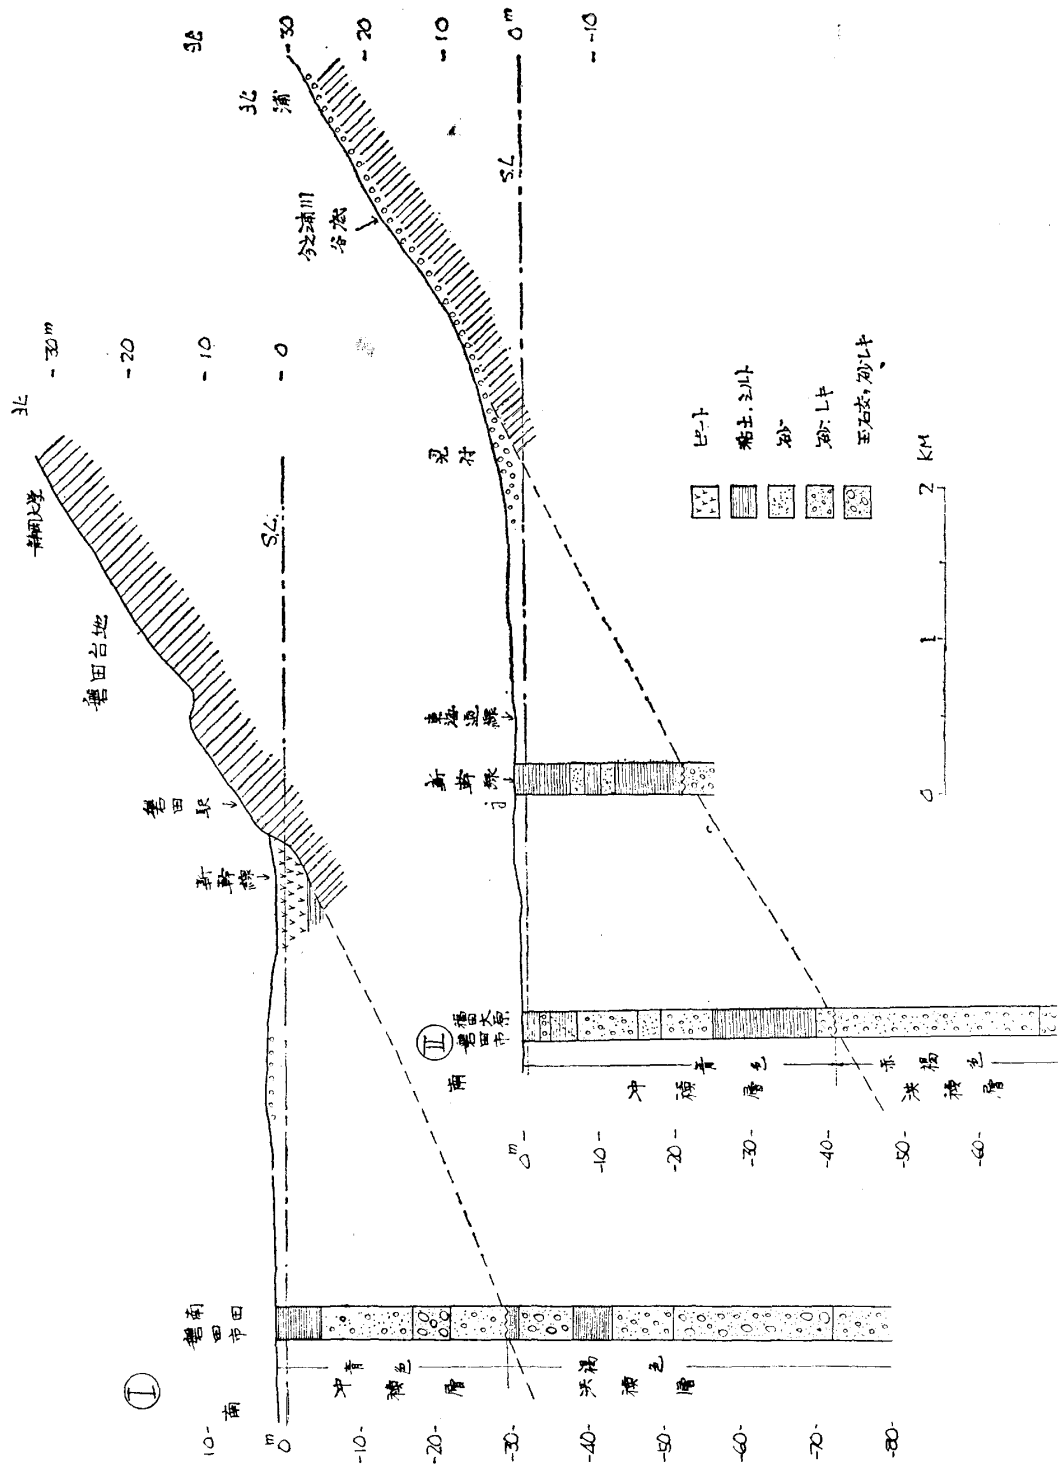 I
南
北
磐田市
南田
新幹線
磐田駅
磐田台地
静岡大学
S.L.
-30m
-20
-10
-0
10-
0m
-10-
-20-
-30-
-40-
-50-
-60-
-70-
-80-
青色
沖積層
褐色
洪積層
II
南
北
磐田市
福田大原
新幹線
東海道線
見付
今之浦川
谷底
北浦
S.L.
-30
-20
-10
0m
--10
0m-
-10-
-20-
-30-
-40-
-50-
-60-
青色
沖積層
赤褐色
洪積層
ピート
粘土,シルト
砂
砂・レキ
玉石交り砂レキ
0
1
2 KM